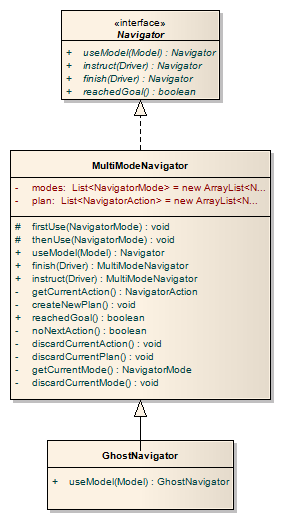 «interface»
Navigator
+ useModel(Model) : Navigator
+ instruct(Driver) : Navigator
+ finish(Driver) : Navigator
+ reachedGoal() : boolean
MultiModeNavigator
- modes: List<NavigatorMode> = new ArrayList<N...
- plan: List<NavigatorAction> = new ArrayList<N...
# firstUse(NavigatorMode) : void
# thenUse(NavigatorMode) : void
+ useModel(Model) : Navigator
+ finish(Driver) : MultiModeNavigator
+ instruct(Driver) : MultiModeNavigator
- getCurrentAction() : NavigatorAction
- createNewPlan() : void
+ reachedGoal() : boolean
- noNextAction() : boolean
- discardCurrentAction() : void
- discardCurrentPlan() : void
- getCurrentMode() : NavigatorMode
- discardCurrentMode() : void
GhostNavigator
+ useModel(Model) : GhostNavigator